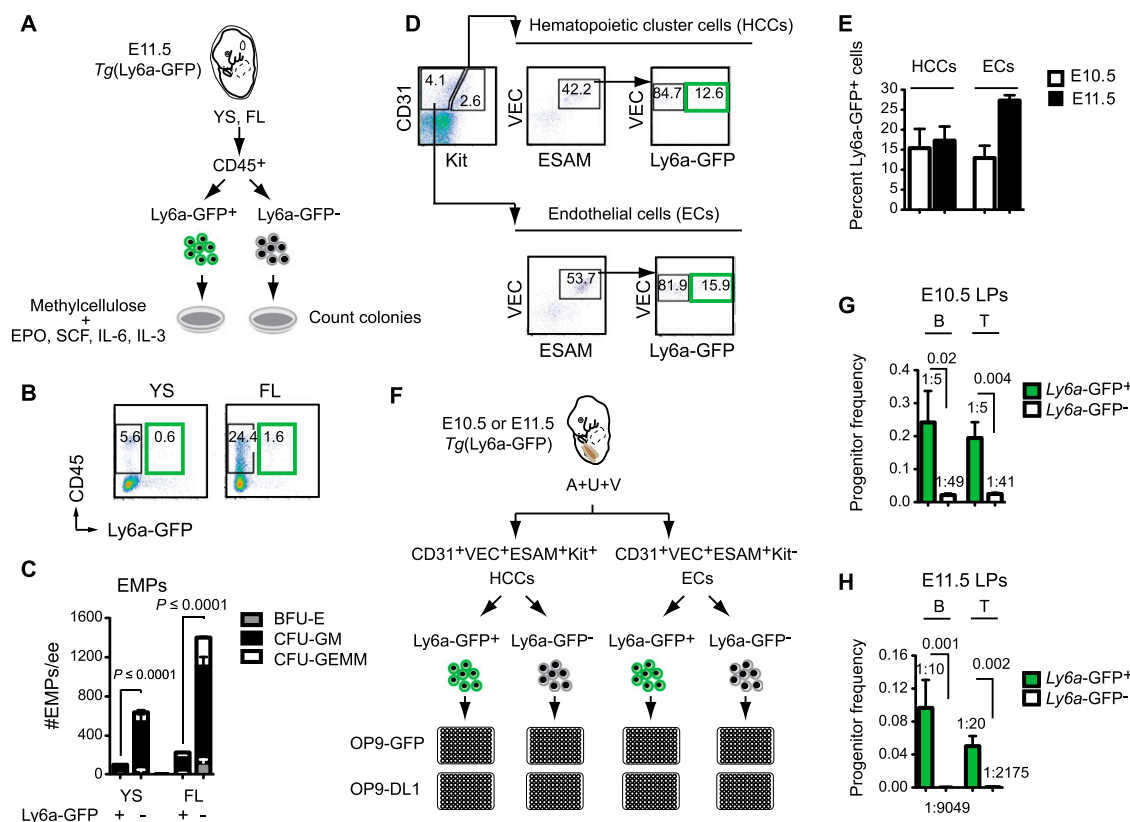 A
E11.5
Tg(Ly6a-GFP)
YS, FL
CD45+
Ly6a-GFP+ Ly6a-GFP-
Methylcellulose
+
EPO, SCF, IL-6, IL-3
Count colonies
B
YS FL
5.6 0.6 24.4 1.6
CD45
Ly6a-GFP
C
EMPs
P ≤ 0.0001
P ≤ 0.0001
BFU-E
CFU-GM
CFU-GEMM
#EMPs/ee
1600
1200
800
400
0
YS FL
Ly6a-GFP + - + -
D
Hematopoietic cluster cells (HCCs)
4.1 2.6
CD31
Kit
42.2
VEC
ESAM
84.7 12.6
VEC
Ly6a-GFP
Endothelial cells (ECs)
53.7
VEC
ESAM
81.9 15.9
VEC
Ly6a-GFP
E
HCCs ECs
E10.5
E11.5
Percent Ly6a-GFP+ cells
30
25
20
15
10
5
0
F
E10.5 or E11.5
Tg(Ly6a-GFP)
A+U+V
CD31+VEC+ESAM+Kit+ CD31+VEC+ESAM+Kit-
HCCs ECs
Ly6a-GFP+ Ly6a-GFP- Ly6a-GFP+ Ly6a-GFP-
OP9-GFP
OP9-DL1
G
E10.5 LPs
B T
0.02 0.004
1:5 1:5
1:49 1:41
Ly6a-GFP+
Ly6a-GFP-
Progenitor frequency
0.4
0.3
0.2
0.1
0.0
H
E11.5 LPs
B T
0.001 0.002
1:10 1:20
1:2175
1:9049
Ly6a-GFP+
Ly6a-GFP-
Progenitor frequency
0.16
0.12
0.08
0.04
0.00